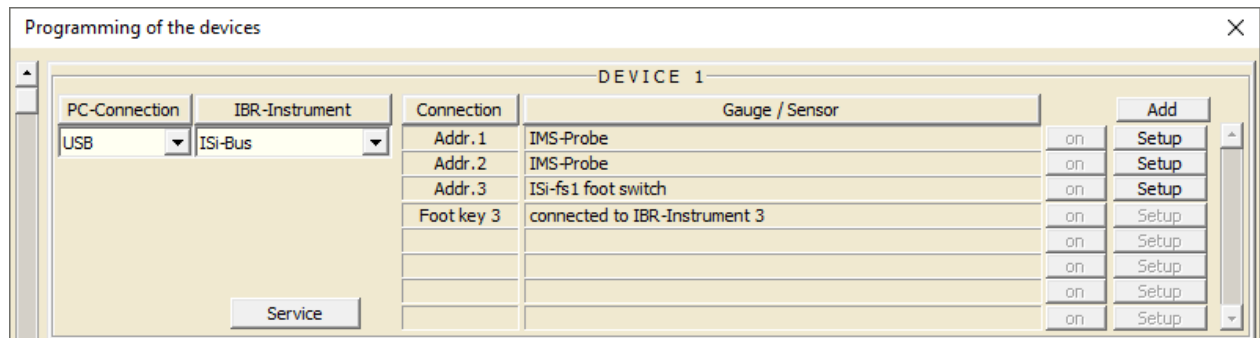 Programming of the devices
DEVICE 1
PC-Connection IBR-Instrument Connection Gauge / Sensor Add
USB ISi-Bus Addr.1 IMS-Probe on Setup
Addr.2 IMS-Probe on Setup
Addr.3 ISi-fs1 foot switch on Setup
Foot key 3 connected to IBR-Instrument 3 on Setup
on Setup
on Setup
on Setup
Service on Setup